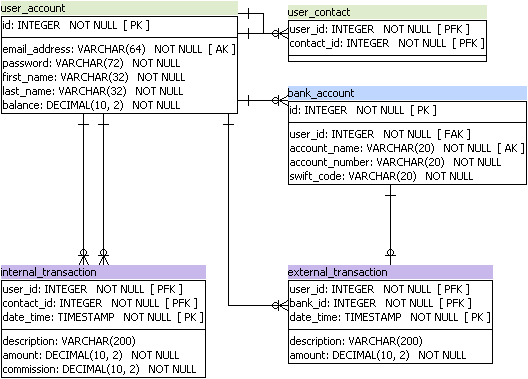 user_account
id: INTEGER NOT NULL [ PK ]
email_address: VARCHAR(64) NOT NULL [ AK ]
password: VARCHAR(72) NOT NULL
first_name: VARCHAR(32) NOT NULL
last_name: VARCHAR(32) NOT NULL
balance: DECIMAL(10, 2) NOT NULL
user_contact
user_id: INTEGER NOT NULL [ PFK ]
contact_id: INTEGER NOT NULL [ PFK ]
bank_account
id: INTEGER NOT NULL [ PK ]
user_id: INTEGER NOT NULL [ FAK ]
account_name: VARCHAR(20) NOT NULL [ AK ]
account_number: VARCHAR(20) NOT NULL
swift_code: VARCHAR(20) NOT NULL
internal_transaction
user_id: INTEGER NOT NULL [ PFK ]
contact_id: INTEGER NOT NULL [ PFK ]
date_time: TIMESTAMP NOT NULL [ PK ]
description: VARCHAR(200)
amount: DECIMAL(10, 2) NOT NULL
commission: DECIMAL(10, 2) NOT NULL
external_transaction
user_id: INTEGER NOT NULL [ PFK ]
bank_id: INTEGER NOT NULL [ PFK ]
date_time: TIMESTAMP NOT NULL [ PK ]
description: VARCHAR(200)
amount: DECIMAL(10, 2) NOT NULL